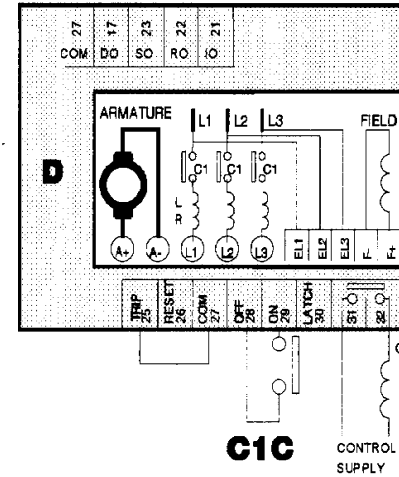 27 17 23 22 21
COM DO SO RO IO
ARMATURE L1 L2 L3 FIELD
C1 C1 C1
D
L
R
A+ A- L1 L2 L3 EL1 EL2 EL3 F- F+
TRIP 25 RESET 26 COM 27 OFF 28 ON 29 LATCH 30 31 32
C1C
CONTROL
SUPPLY